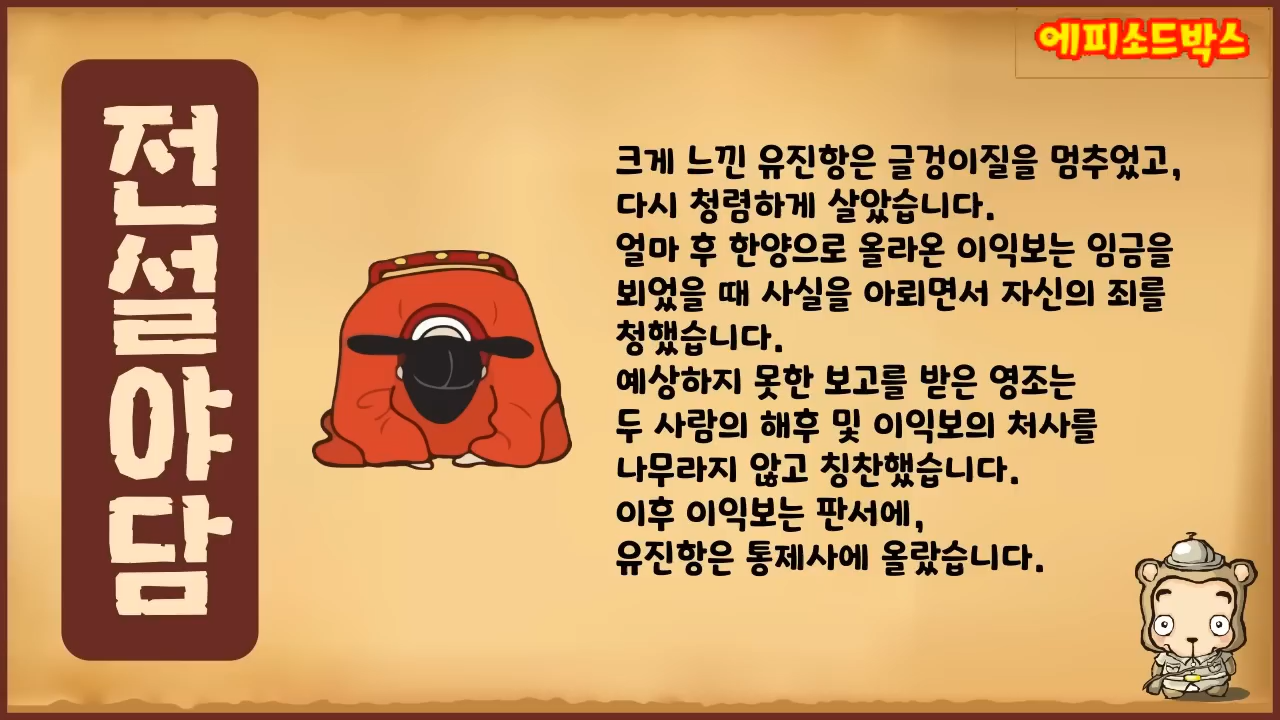 에피소드박스
전설야담
크게 느낀 유진항은 글겅이질을 멈추었고,
다시 청렴하게 살았습니다.
얼마 후 한양으로 올라온 이익보는 임금을
뵈었을 때 사실을 아뢰면서 자신의 죄를
청했습니다.
예상하지 못한 보고를 받은 영조는
두 사람의 해후 및 이익보의 처사를
나무라지 않고 칭찬했습니다.
이후 이익보는 판서에,
유진항은 통제사에 올랐습니다.